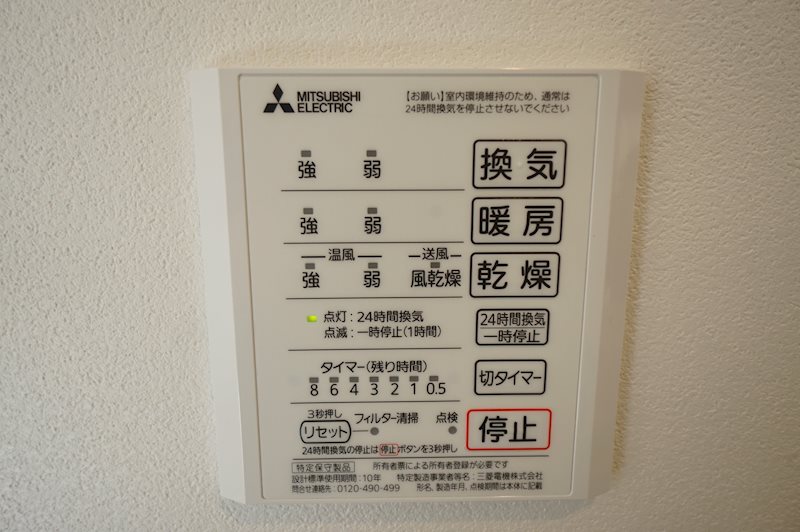 MITSUBISHI
ELECTRIC
【お願い】室内環境維持のため、通常は
24時間換気を停止させないでください
強 弱 換気
強 弱 暖房
温風 送風
強 弱 風乾燥 乾燥
点灯：24時間換気
点滅：一時停止(1時間)
24時間換気
一時停止
タイマー(残り時間)
8 6 4 3 2 1 0.5
切タイマー
3秒押し
リセット フィルター清掃 点検
停止
24時間換気の停止は停止ボタンを3秒押し
特定保守製品 所有者票による所有者登録が必要です
設計標準使用期間：10年 特定製造事業者等名：三菱電機株式会社
問合せ連絡先：0120-490-499 形名、製造年月、点検期間は本体に記載